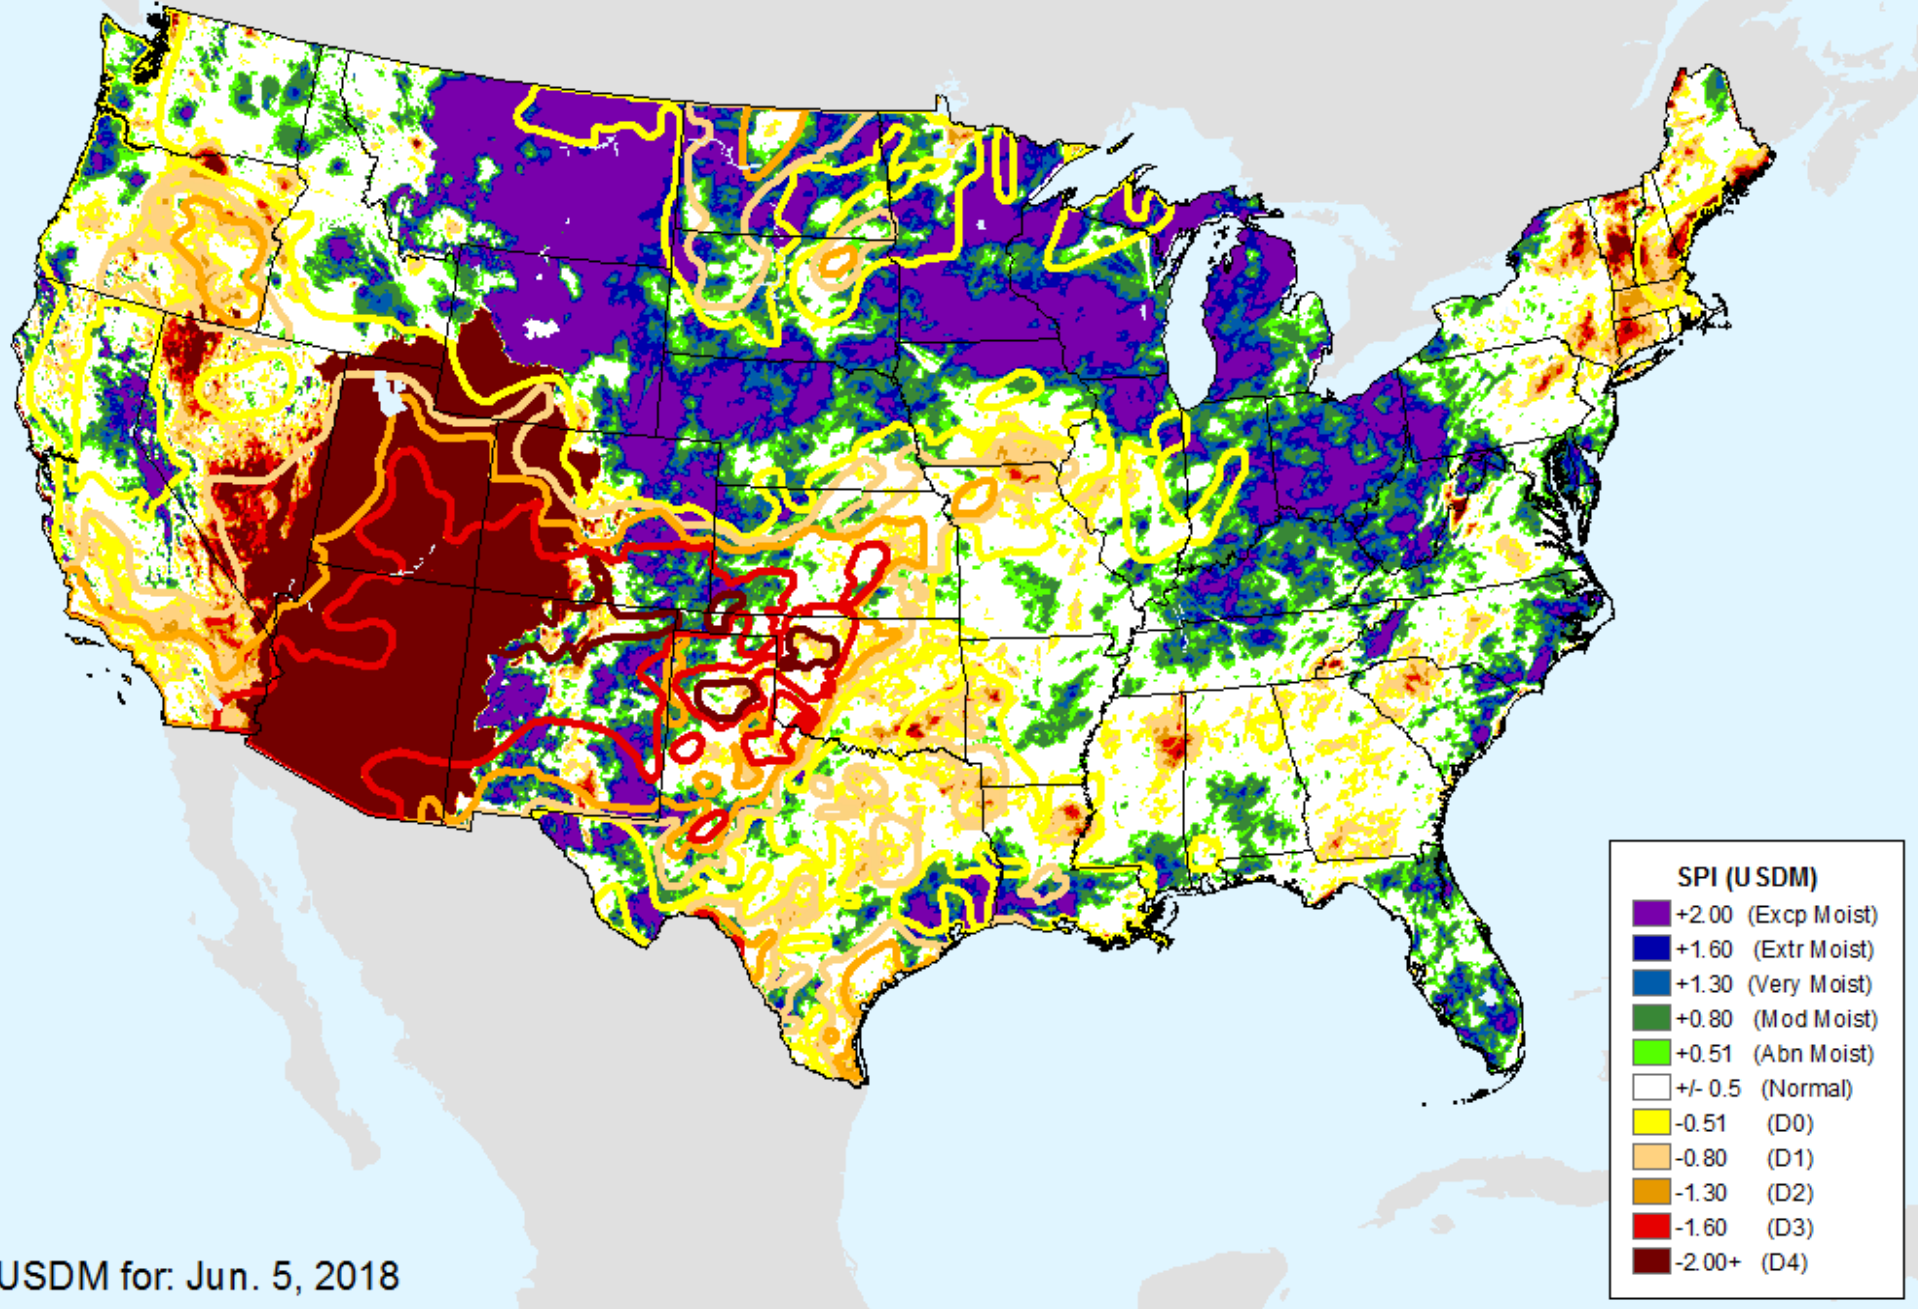 SPI (USDM)
+2.00 (Excp Moist)
+1.60 (Extr Moist)
+1.30 (Very Moist)
+0.80 (Mod Moist)
+0.51 (Abn Moist)
+/- 0.5 (Normal)
-0.51 (D0)
-0.80 (D1)
-1.30 (D2)
-1.60 (D3)
-2.00+ (D4)
USDM for: Jun. 5, 2018